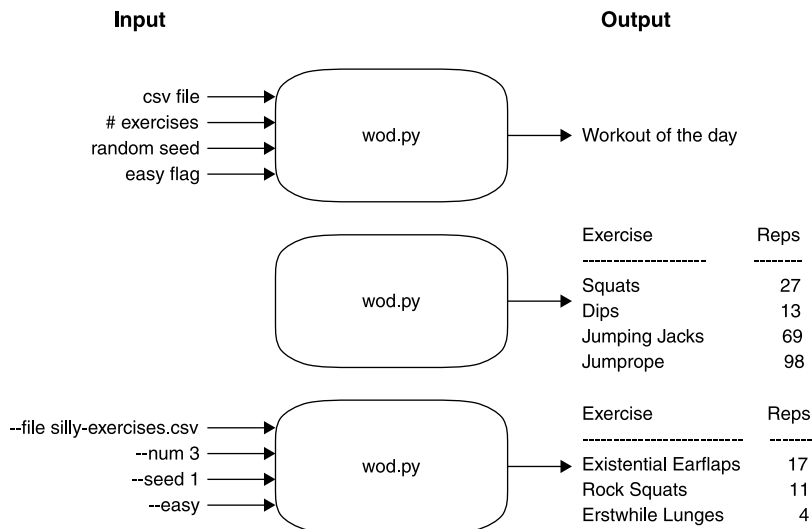 Input
Output
csv file
# exercises
random seed
easy flag
wod.py
Workout of the day
wod.py
Exercise Reps
--------------------- --------
Squats 27
Dips 13
Jumping Jacks 69
Jumprope 98
--file silly-exercises.csv
--num 3
--seed 1
--easy
wod.py
Exercise Reps
--------------------------- --------
Existential Earflaps 17
Rock Squats 11
Erstwhile Lunges 4